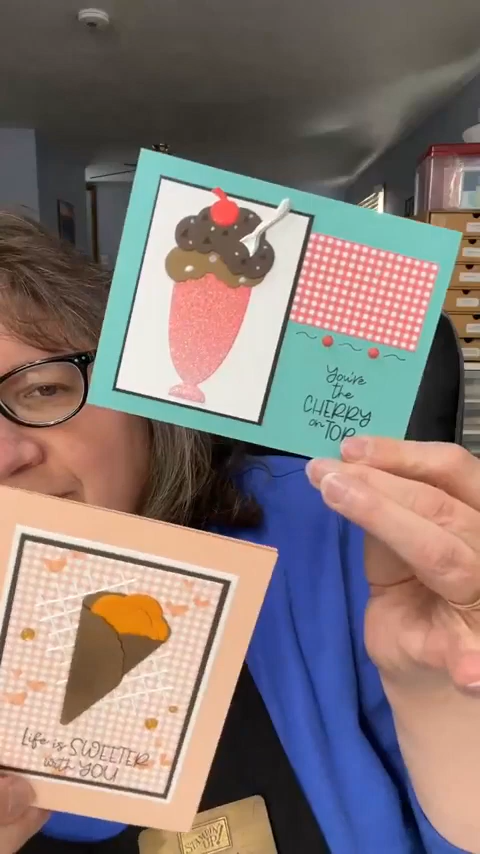 You're
the
CHERRY
on TOP
Life is SWEETER
with YOU
STAMPIN'
UP!